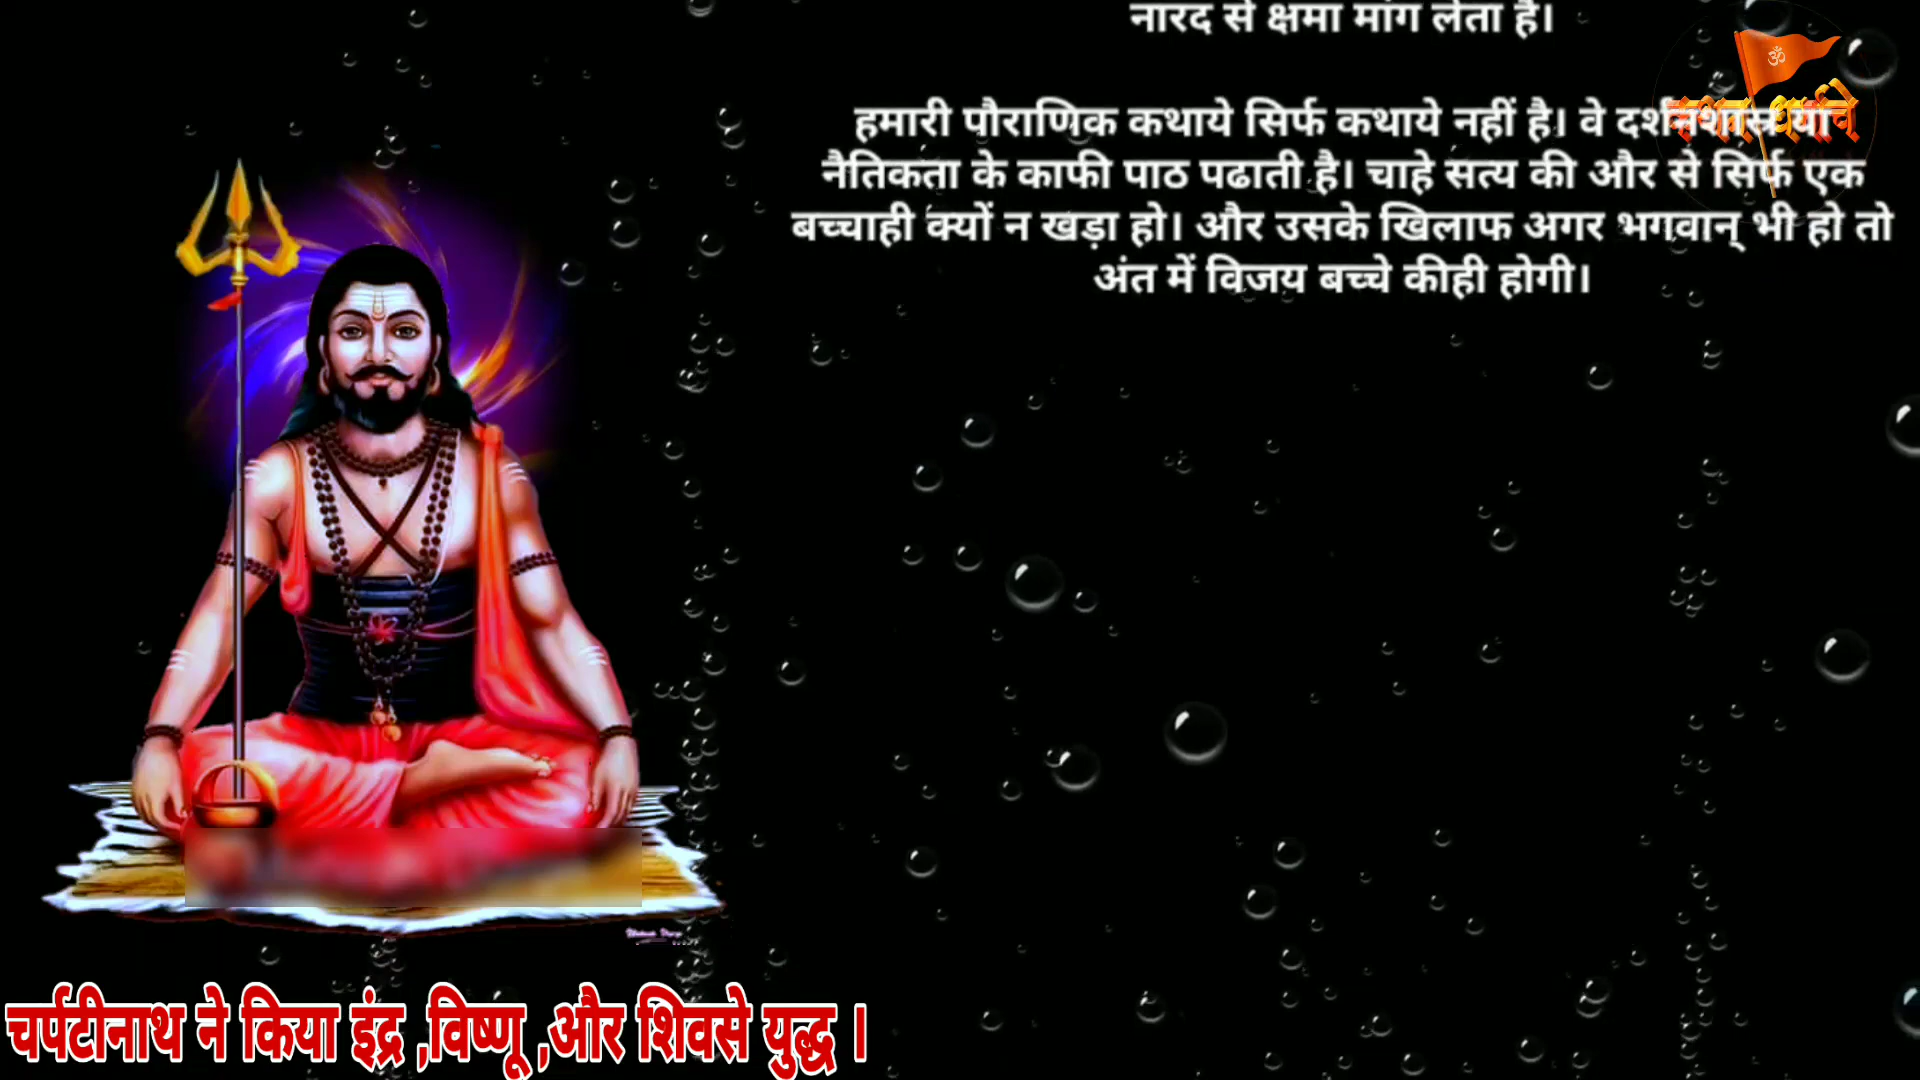 नारद से क्षमा मांग लेता है।
हमारी पौराणिक कथाये सिर्फ कथाये नहीं है। वे दर्शनशास्त्र या
नैतिकता के काफी पाठ पढाती है। चाहे सत्य की और से सिर्फ एक
बच्चाही क्यों न खड़ा हो। और उसके खिलाफ अगर भगवान् भी हो तो
अंत में विजय बच्चे कीही होगी।
ॐ
चर्पटीनाथ ने किया इंद्र ,विष्णू ,और शिवसे युद्ध ।